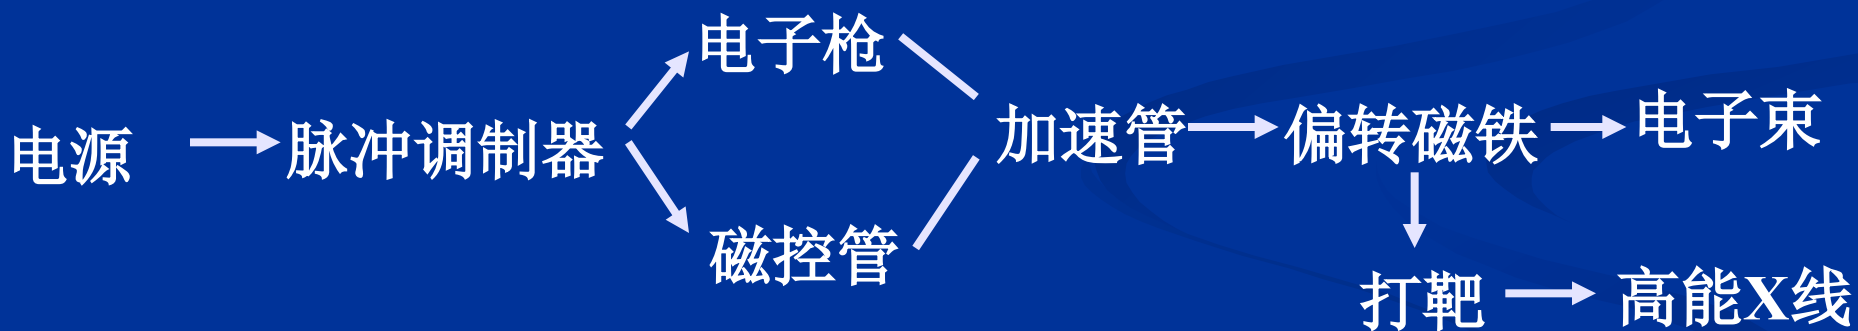 电子枪
电源
脉冲调制器
加速管
偏转磁铁
电子束
磁控管
打靶
高能X线